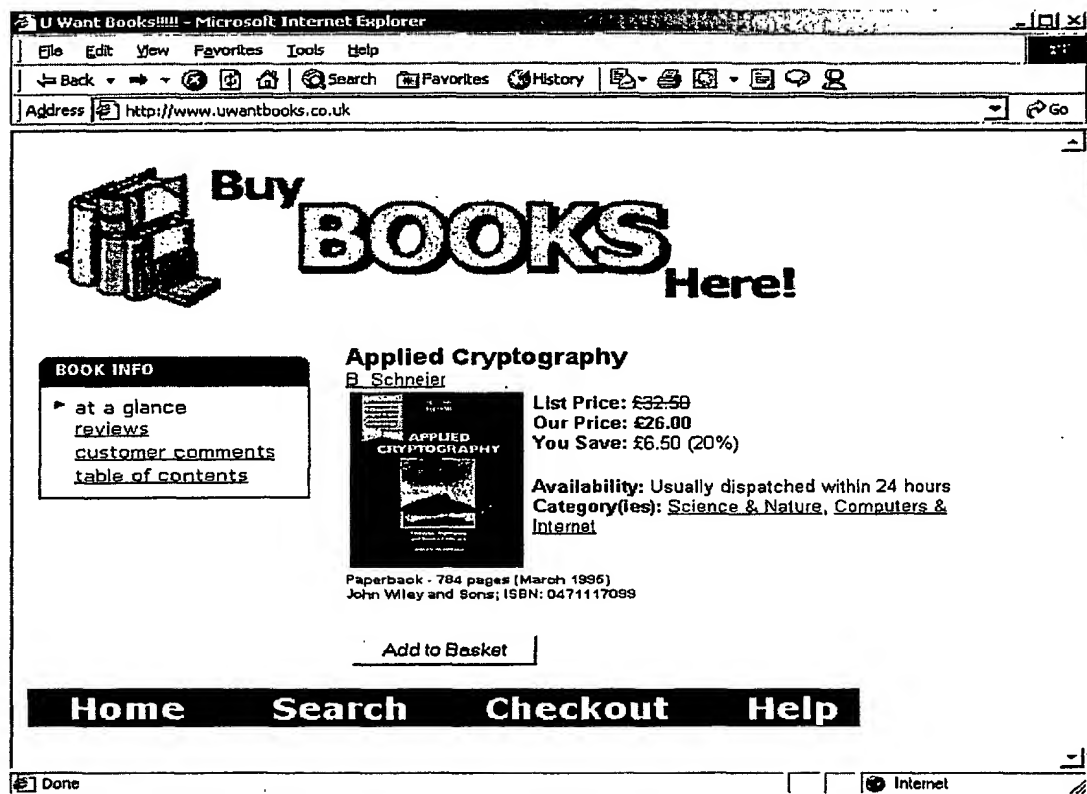 U Want Books!!!!! - Microsoft Internet Explorer
File Edit View Favorites Tools Help
Back Search Favorites History
Address http://www.uwantbooks.co.uk Go
Buy
BOOKS
Here!
BOOK INFO
at a glance
reviews
customer comments
table of contents
Applied Cryptography
B Schneier
APPLIED
CRYPTOGRAPHY
List Price: £32.50
Our Price: £26.00
You Save: £6.50 (20%)
Availability: Usually dispatched within 24 hours
Category(ies): Science & Nature, Computers &
Internet
Paperback - 784 pages (March 1995)
John Wiley and Sons; ISBN: 0471117099
Add to Basket
Home Search Checkout Help
Done Internet